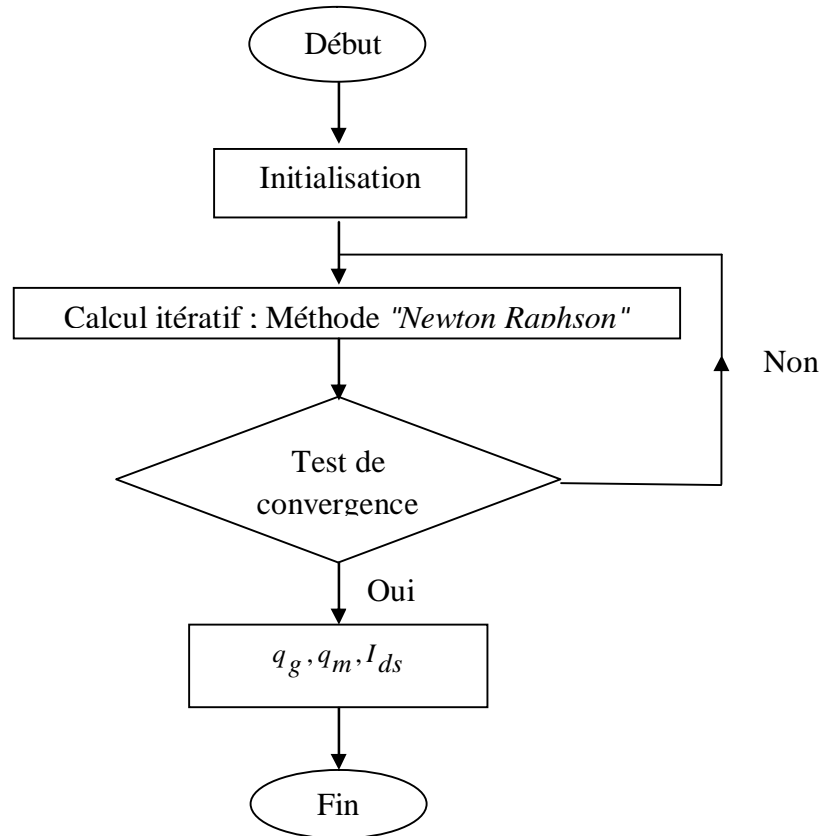 Début
Initialisation
Calcul itératif : Méthode "Newton Raphson"
Non
Test de
convergence
Oui
q_g, q_m, I_ds
Fin